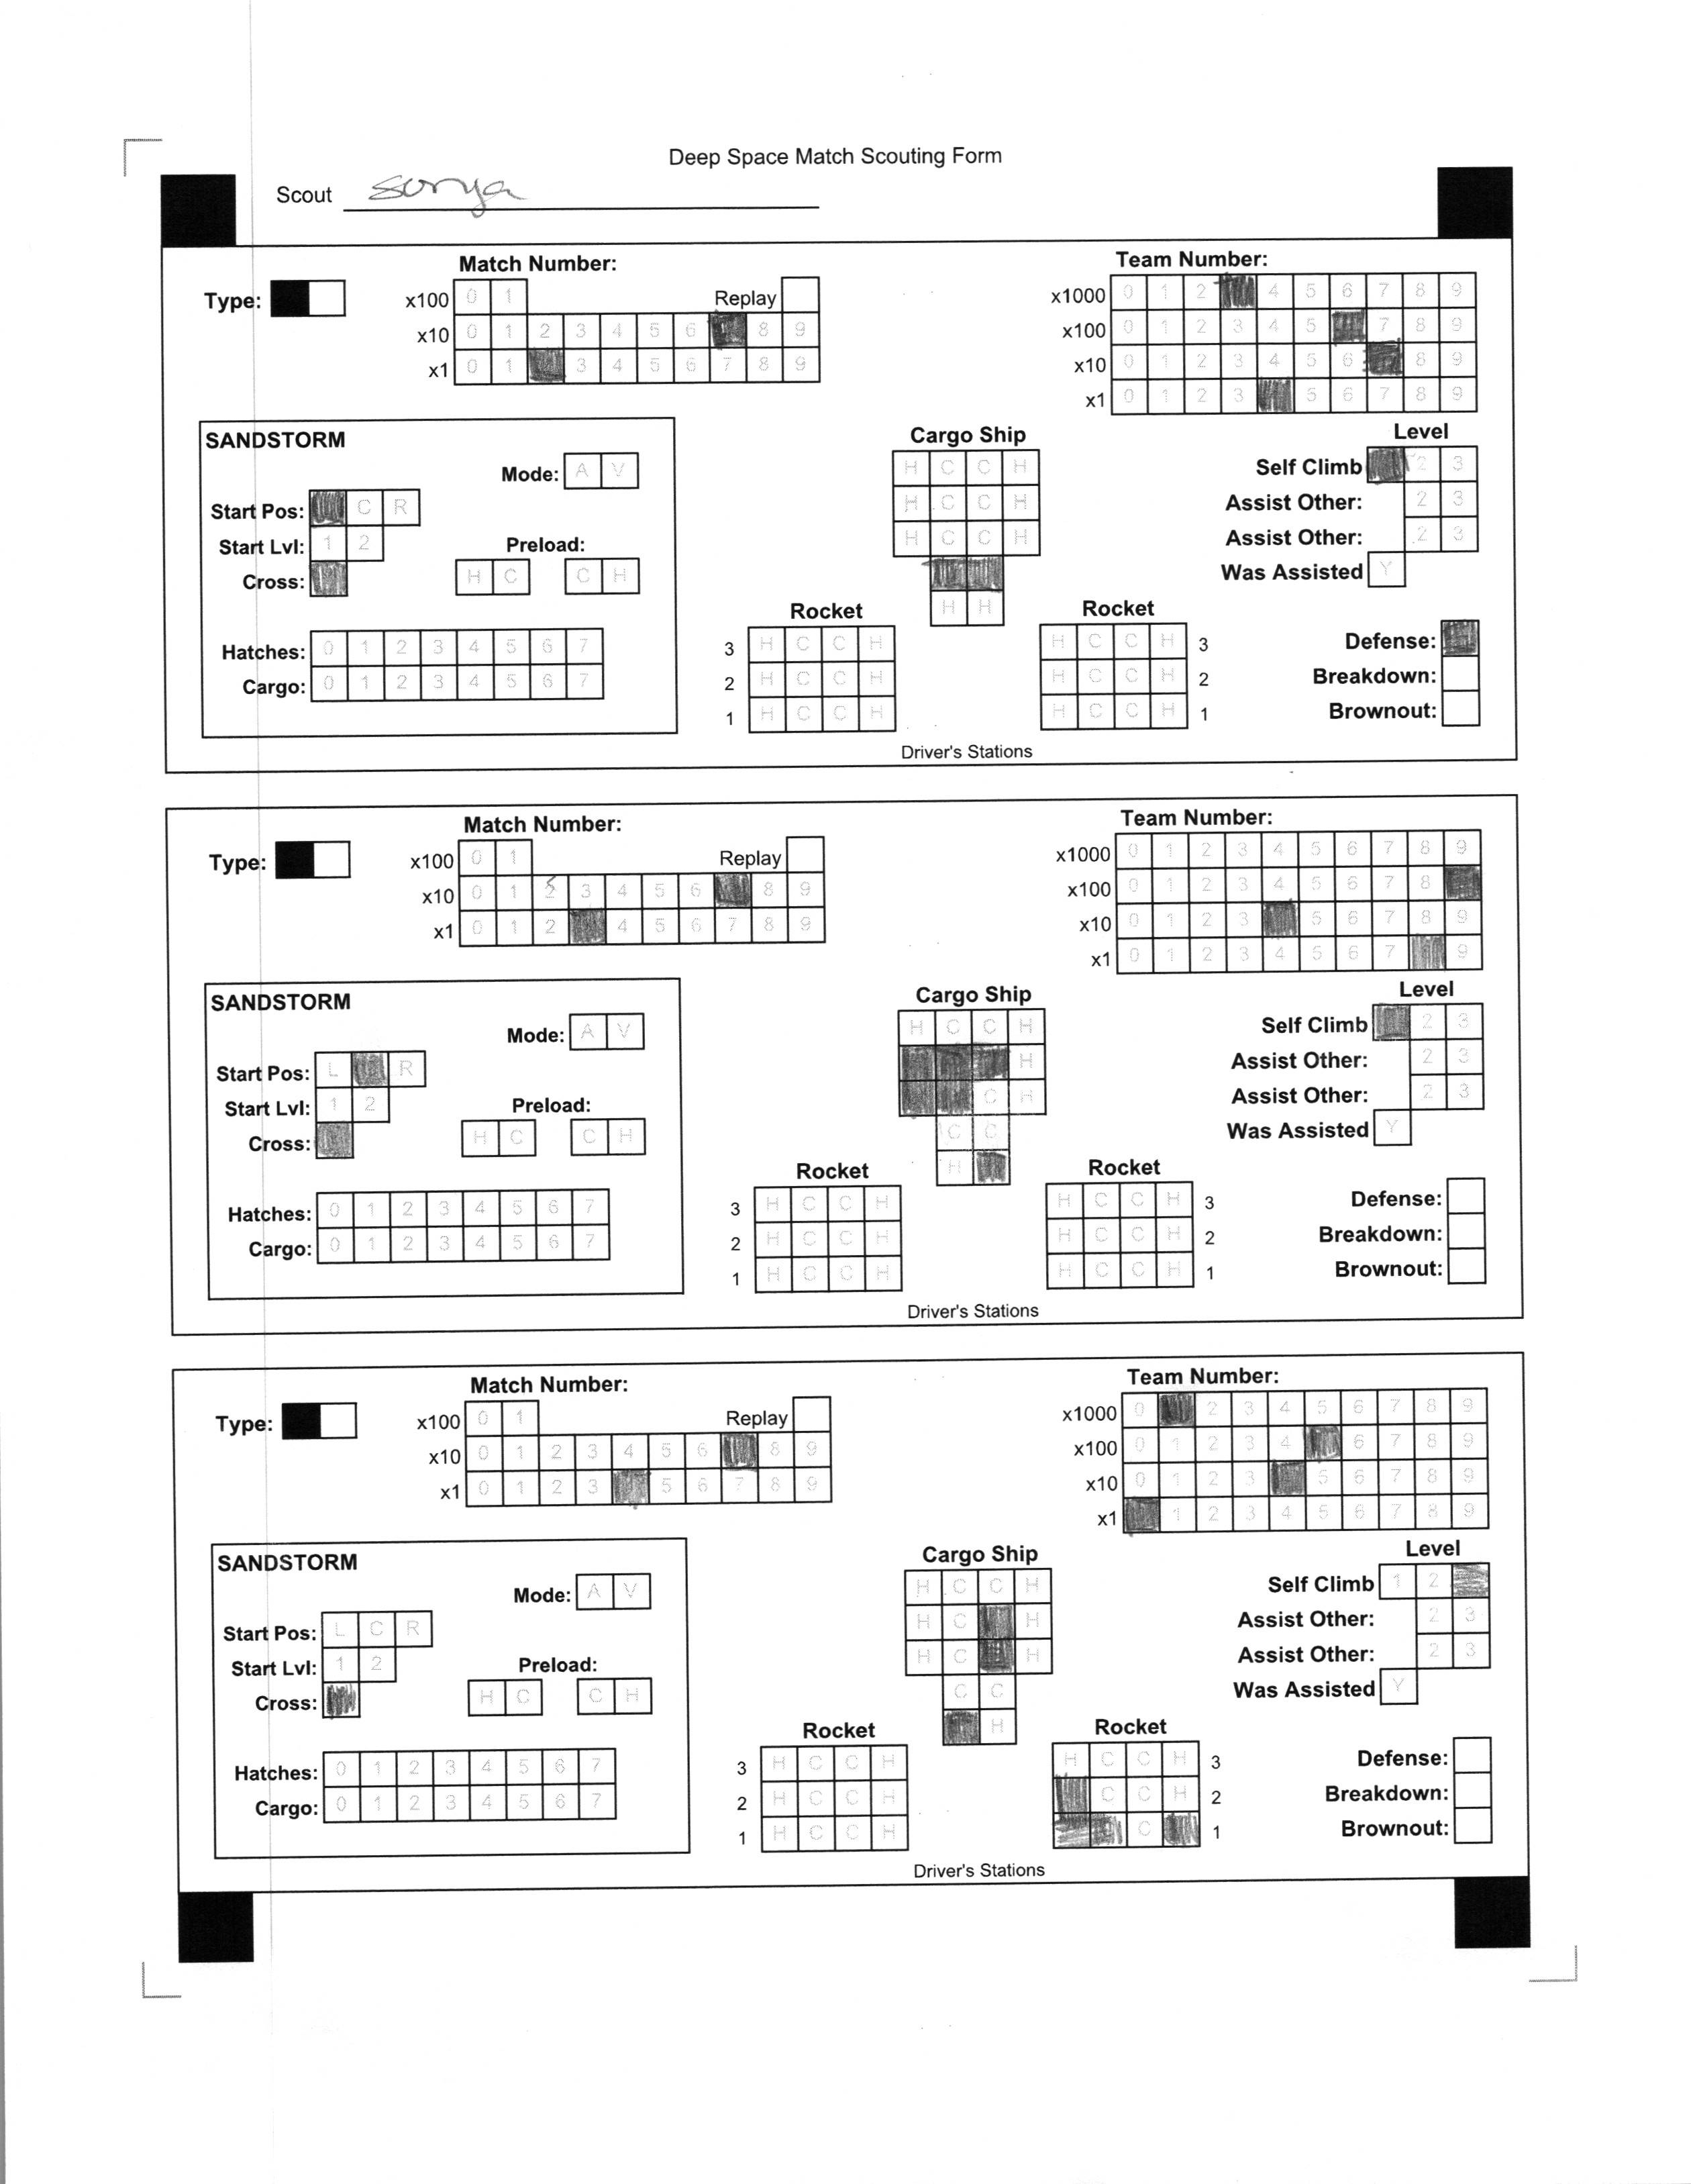 Deep Space Match Scouting Form
Scout Sonya
Match Number: Team Number:
Type: x100 0 1 Replay x1000 0 1 2 4 5 6 7 8 9
x10 0 1 2 3 4 5 6 8 9 x100 0 1 2 3 4 5 7 8 9
x1 0 1 3 4 5 6 7 8 9 x10 0 1 2 3 4 5 6 8 9
x1 0 1 2 3 5 6 7 8 9
SANDSTORM Cargo Ship Level
Mode: A V H C C H Self Climb 2 3
Start Pos: C R H C C H Assist Other: 2 3
Start Lvl: 1 2 Preload: H C C H Assist Other: 2 3
Cross: H C C H Was Assisted Y
H H
Rocket Rocket
Hatches: 0 1 2 3 4 5 6 7 3 H C C H H C C H 3 Defense:
Cargo: 0 1 2 3 4 5 6 7 2 H C C H H C C H 2 Breakdown:
1 H C C H H C C H 1 Brownout:
Driver's Stations
Match Number: Team Number:
Type: x100 0 1 Replay x1000 0 1 2 3 4 5 6 7 8 9
x10 0 1 2 3 4 5 6 8 9 x100 0 1 2 3 4 5 6 7 8
x1 0 1 2 4 5 6 7 8 9 x10 0 1 2 3 5 6 7 8 9
x1 0 1 2 3 4 5 6 7 9
SANDSTORM Cargo Ship Level
Mode: A V H C C H Self Climb 2 3
Start Pos: L R H Assist Other: 2 3
Start Lvl: 1 2 Preload: C H Assist Other: 2 3
Cross: H C C H C C Was Assisted Y
H
Rocket Rocket
Hatches: 0 1 2 3 4 5 6 7 3 H C C H H C C H 3 Defense:
Cargo: 0 1 2 3 4 5 6 7 2 H C C H H C C H 2 Breakdown:
1 H C C H H C C H 1 Brownout:
Driver's Stations
Match Number: Team Number:
Type: x100 0 1 Replay x1000 0 2 3 4 5 6 7 8 9
x10 0 1 2 3 4 5 6 8 9 x100 0 1 2 3 4 6 7 8 9
x1 0 1 2 3 5 6 7 8 9 x10 0 1 2 3 5 6 7 8 9
x1 1 2 3 4 5 6 7 8 9
SANDSTORM Cargo Ship Level
Mode: A V H C C H Self Climb 1 2
Start Pos: L C R H C H Assist Other: 2 3
Start Lvl: 1 2 Preload: H C H Assist Other: 2 3
Cross: H C C H C C Was Assisted Y
H
Rocket Rocket
Hatches: 0 1 2 3 4 5 6 7 3 H C C H H C C H 3 Defense:
Cargo: 0 1 2 3 4 5 6 7 2 H C C H C C H 2 Breakdown:
1 H C C H C 1 Brownout:
Driver's Stations